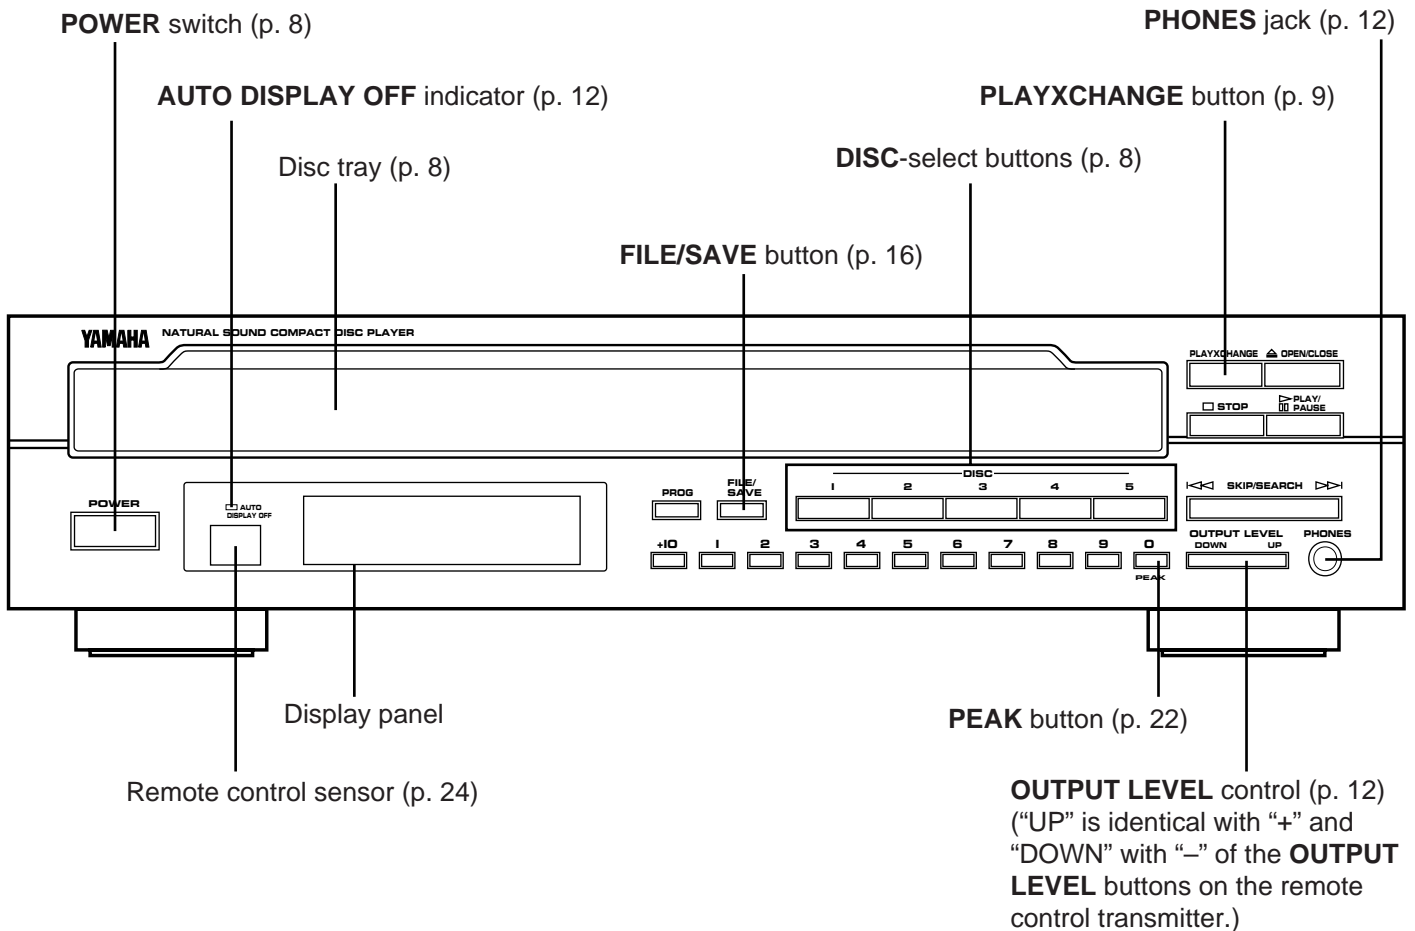 POWER switch (p. 8)
PHONES jack (p. 12)
AUTO DISPLAY OFF indicator (p. 12)
PLAYXCHANGE button (p. 9)
Disc tray (p. 8)
DISC-select buttons (p. 8)
FILE/SAVE button (p. 16)
YAMAHA NATURAL SOUND COMPACT DISC PLAYER
PLAYXCHANGE OPEN/CLOSE
STOP
PLAY/
PAUSE
POWER
AUTO
DISPLAY OFF
PROG
FILE/
SAVE
DISC
1 2 3 4 5
SKIP/SEARCH
+10 1 2 3 4 5 6 7 8 9 0
PEAK
OUTPUT LEVEL
DOWN UP
PHONES
Display panel
PEAK button (p. 22)
Remote control sensor (p. 24)
OUTPUT LEVEL control (p. 12)
(“UP” is identical with “+” and
“DOWN” with “–” of the OUTPUT
LEVEL buttons on the remote
control transmitter.)